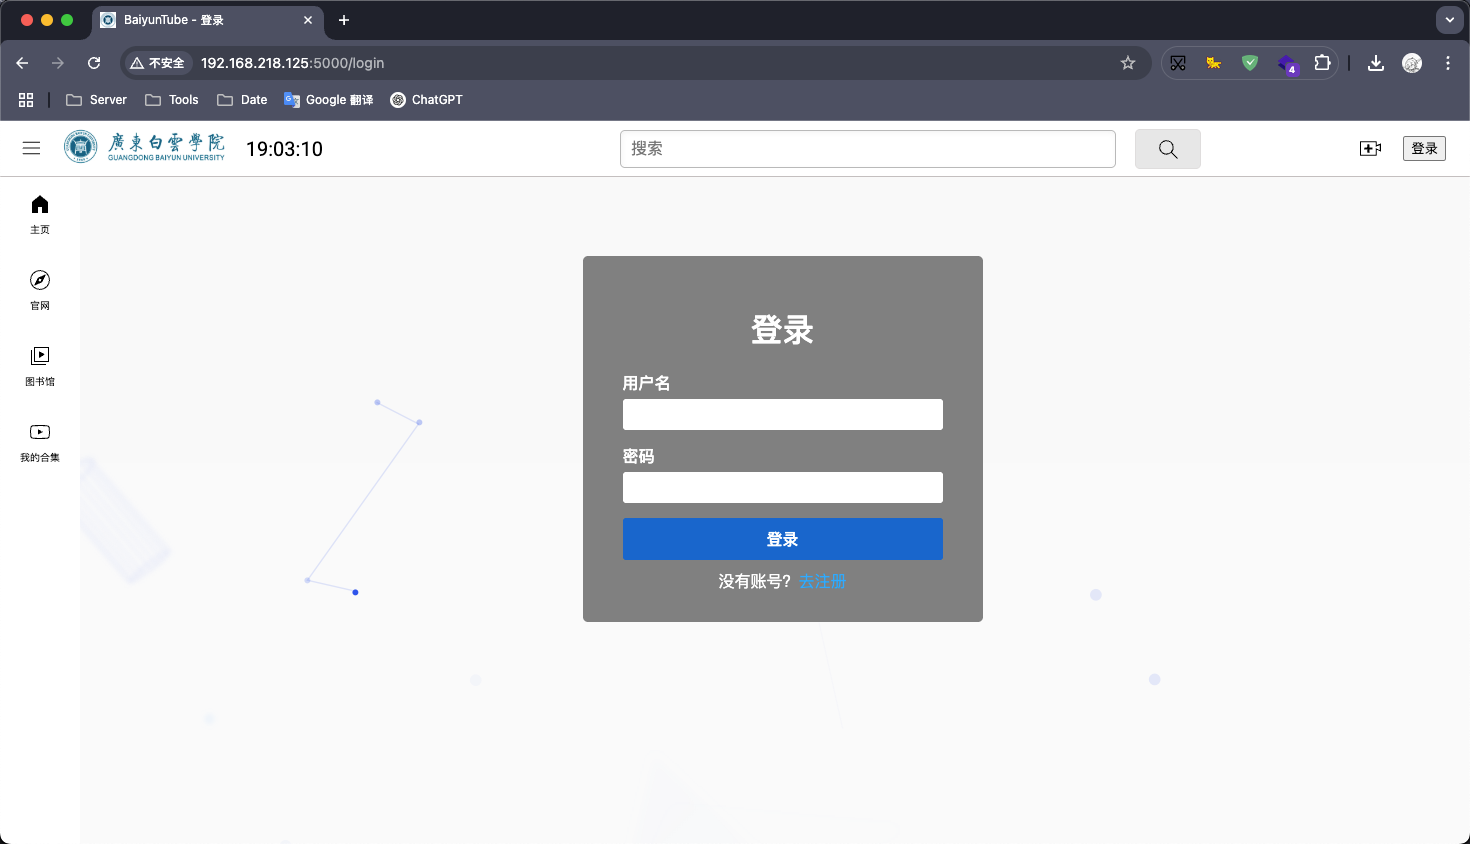 BaiyunTube - 登录
不安全
192.168.218.125:5000/login
4
Server
Tools
Date
Google 翻译
ChatGPT
廣東白雲學院
GUANGDONG BAIYUN UNIVERSITY
19:03:10
搜索
登录
主页
官网
图书馆
我的合集
登录
用户名
密码
登录
没有账号? 去注册